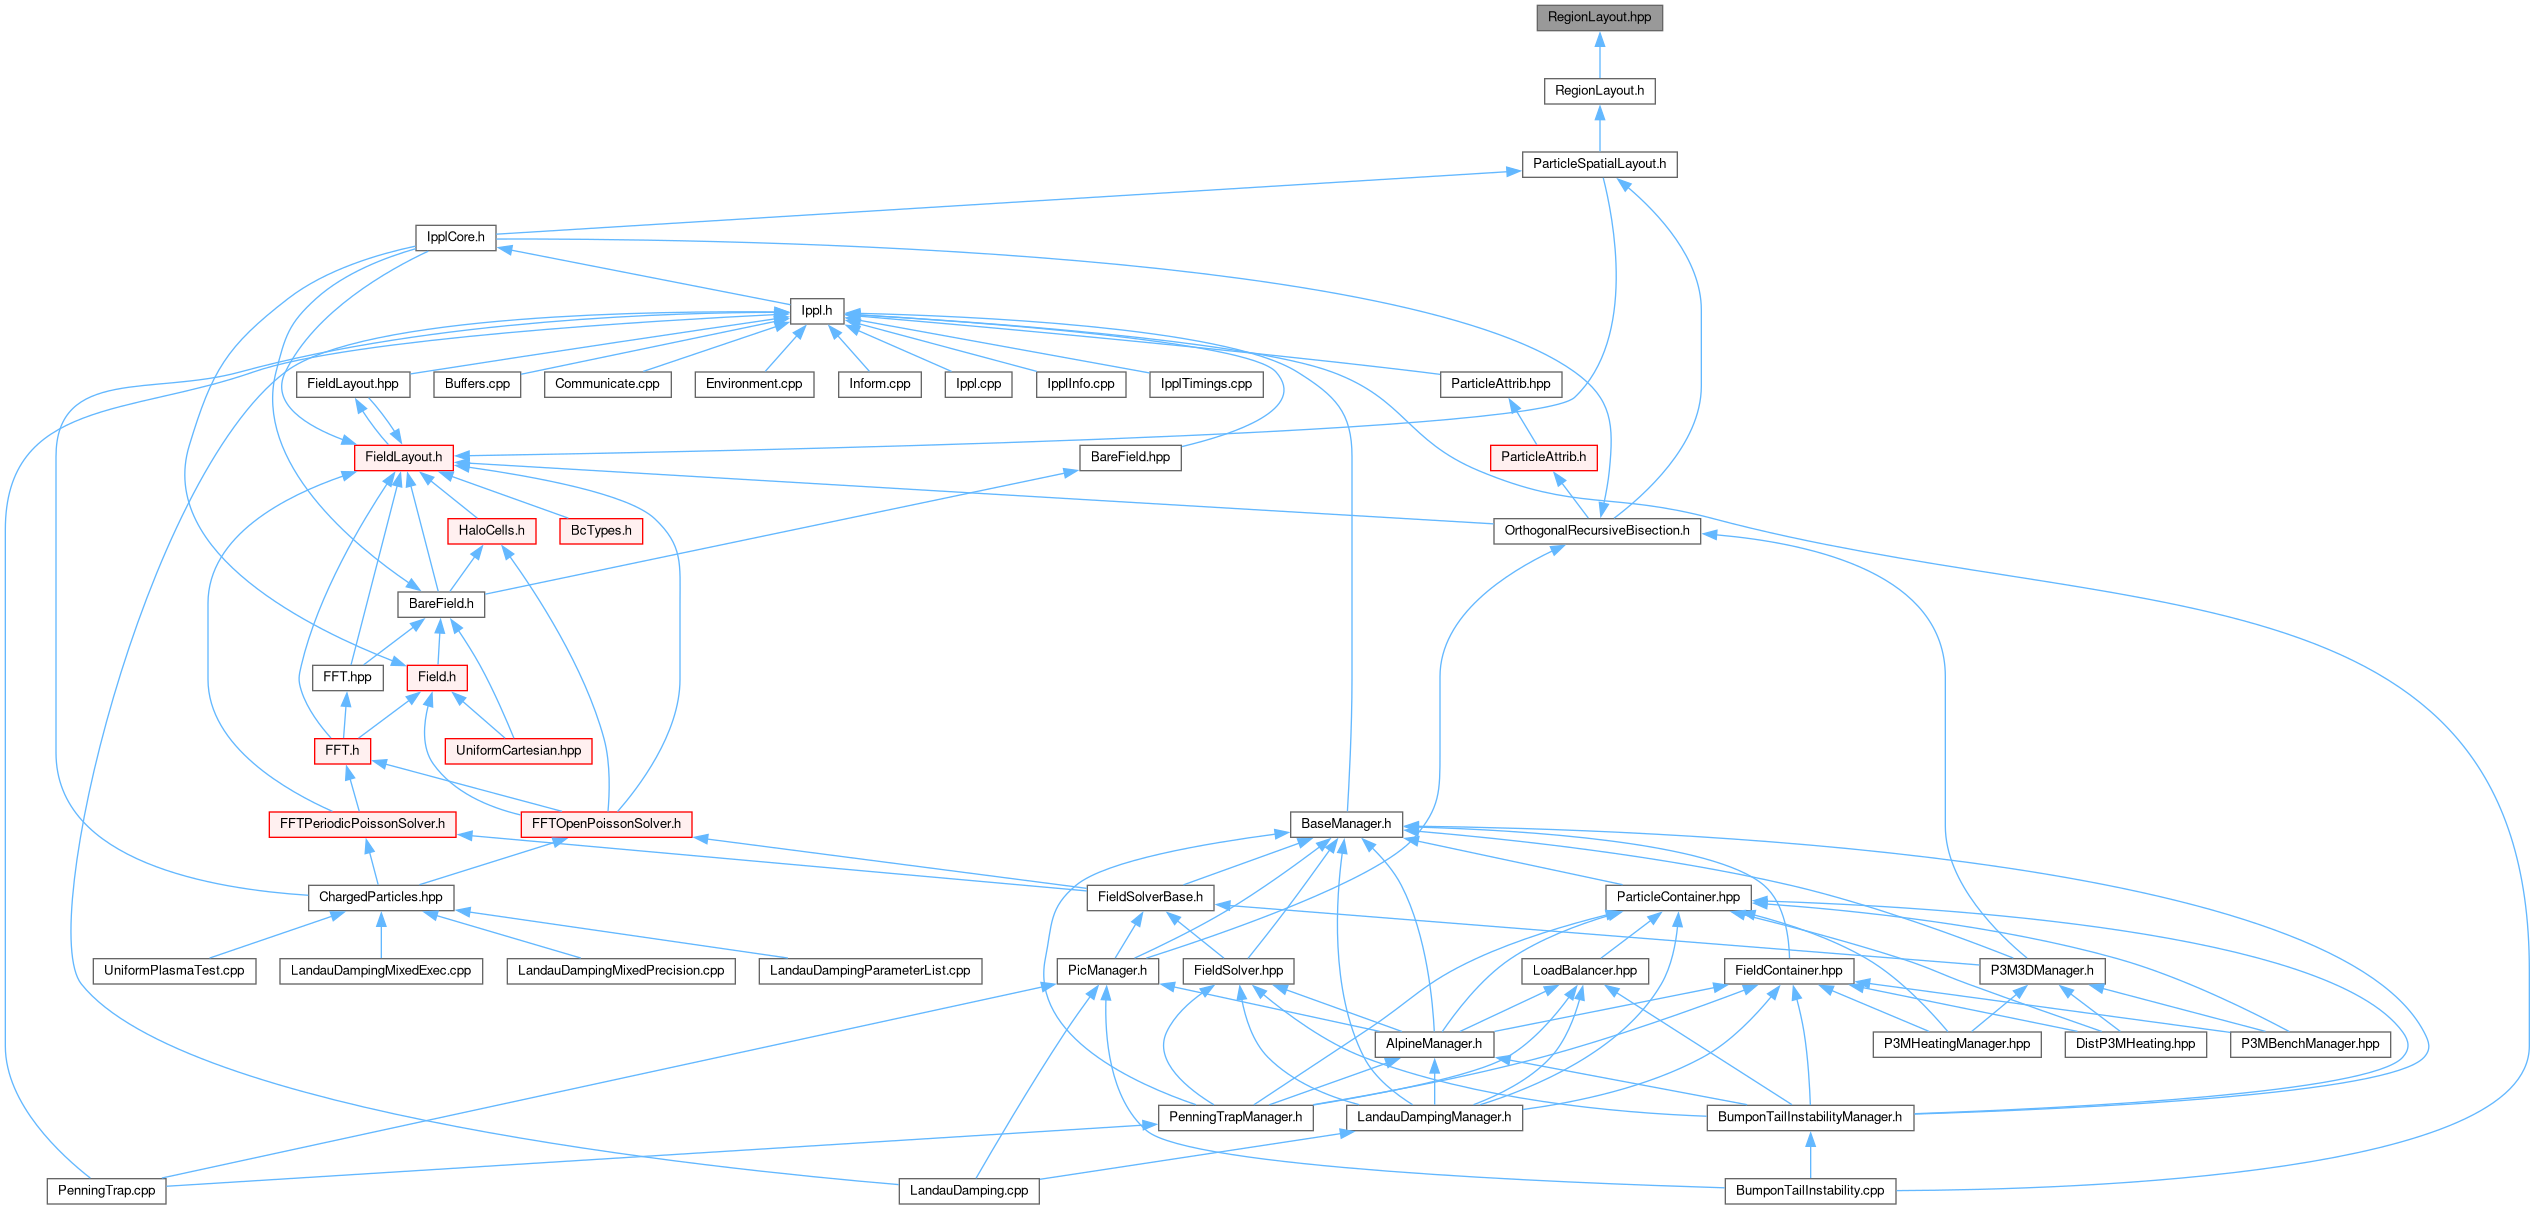 RegionLayout.hpp
RegionLayout.h
ParticleSpatialLayout.h
IpplCore.h
Ippl.h
FieldLayout.hpp
Buffers.cpp
Communicate.cpp
Environment.cpp
Inform.cpp
Ippl.cpp
IpplInfo.cpp
IpplTimings.cpp
ParticleAttrib.hpp
FieldLayout.h
BareField.hpp
ParticleAttrib.h
HaloCells.h
BcTypes.h
OrthogonalRecursiveBisection.h
BareField.h
FFT.hpp
Field.h
FFT.h
UniformCartesian.hpp
FFTPeriodicPoissonSolver.h
FFTOpenPoissonSolver.h
BaseManager.h
ChargedParticles.hpp
FieldSolverBase.h
ParticleContainer.hpp
UniformPlasmaTest.cpp
LandauDampingMixedExec.cpp
LandauDampingMixedPrecision.cpp
LandauDampingParameterList.cpp
PicManager.h
FieldSolver.hpp
LoadBalancer.hpp
FieldContainer.hpp
P3M3DManager.h
AlpineManager.h
P3MHeatingManager.hpp
DistP3MHeating.hpp
P3MBenchManager.hpp
PenningTrapManager.h
LandauDampingManager.h
BumponTailInstabilityManager.h
PenningTrap.cpp
LandauDamping.cpp
BumponTailInstability.cpp